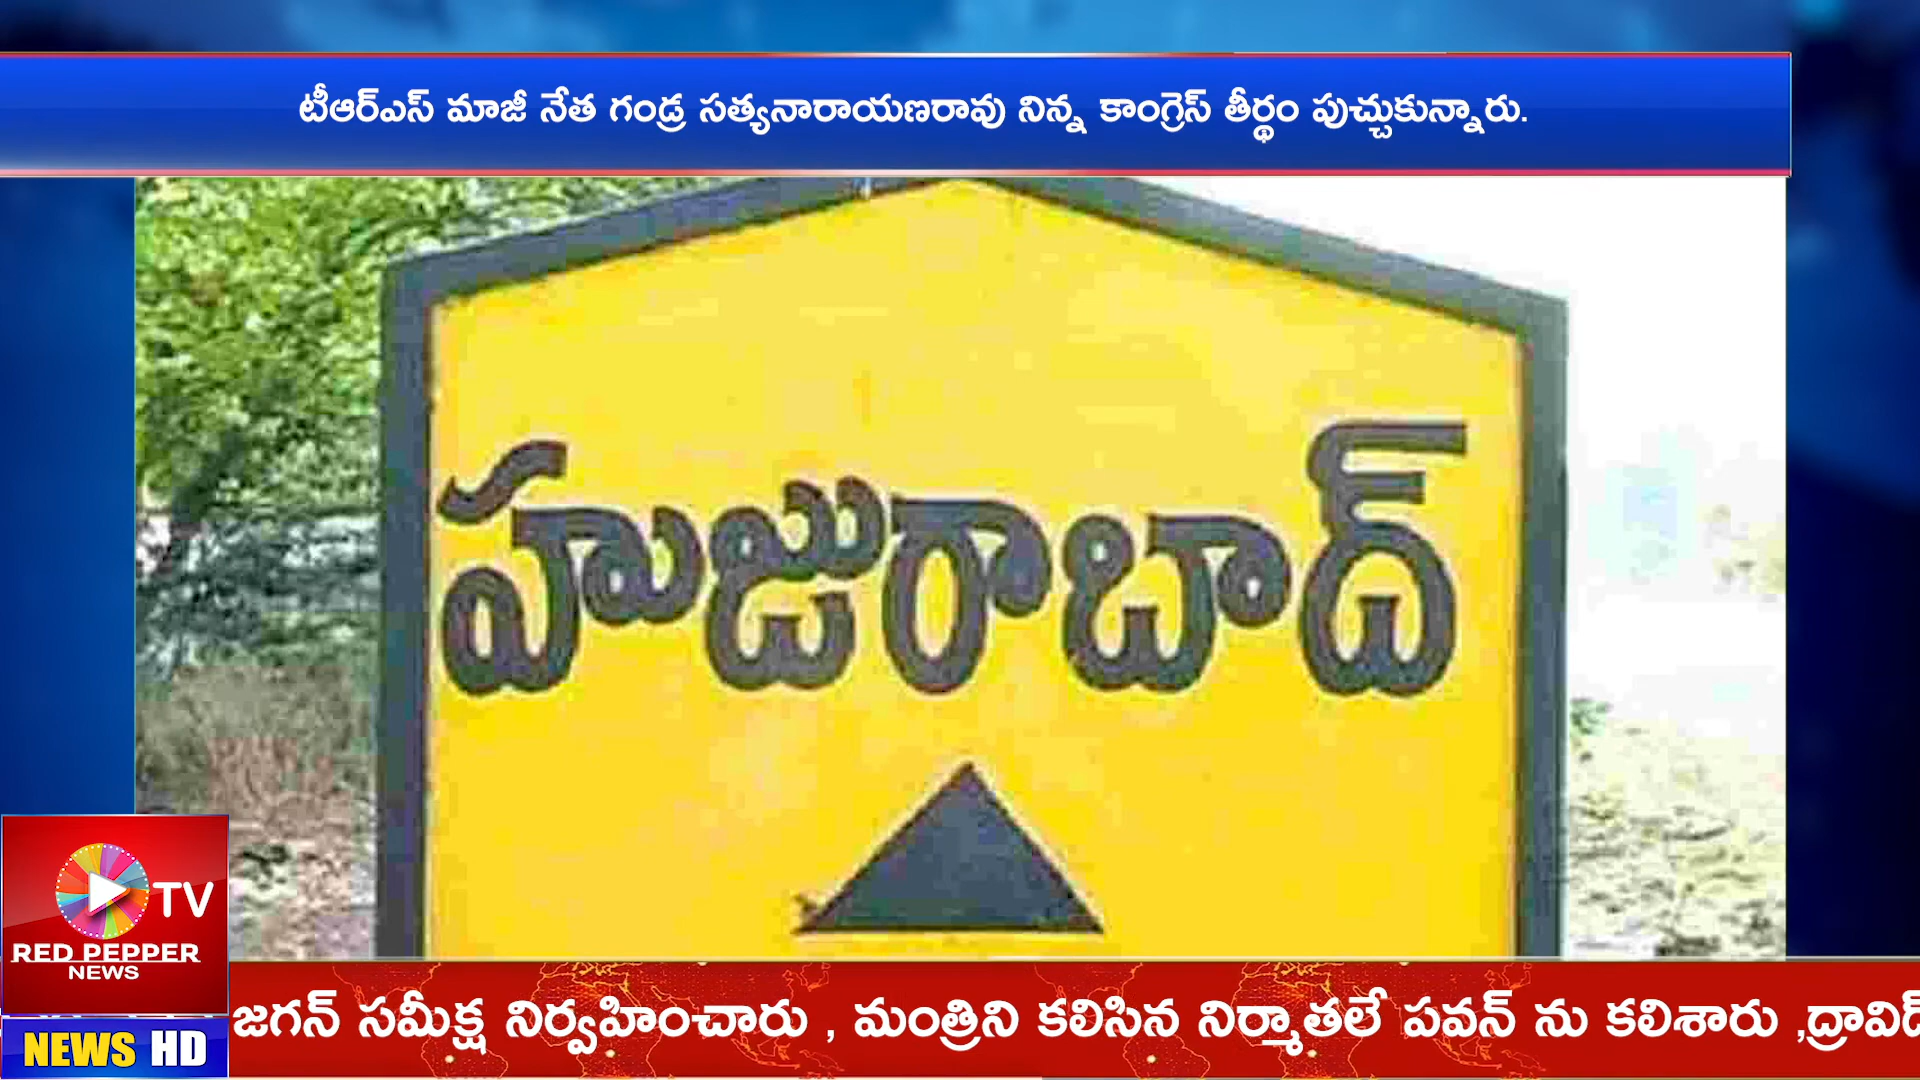 టీఆర్ఎస్ మాజీ నేత గండ్ర సత్యనారాయణరావు నిన్న కాంగ్రెస్ తీర్థం పుచ్చుకున్నారు.
హుజురాబాద్
TV
RED PEPPER
NEWS
NEWS HD
జగన్ సమీక్ష నిర్వహించారు , మంత్రిని కలిసిన నిర్మాతలే పవన్ ను కలిశారు ,ద్రావిడ్